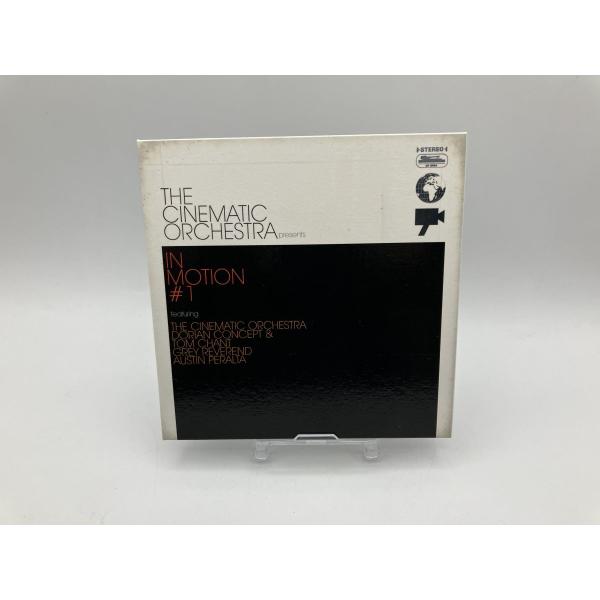 STEREO
THE
CINEMATIC
ORCHESTRA presents
IN
MOTION
#1
featuring
THE CINEMATIC ORCHESTRA
DORIAN CONCEPT &
TOM CHANT
GREY REVEREND
AUSTIN PERALTA